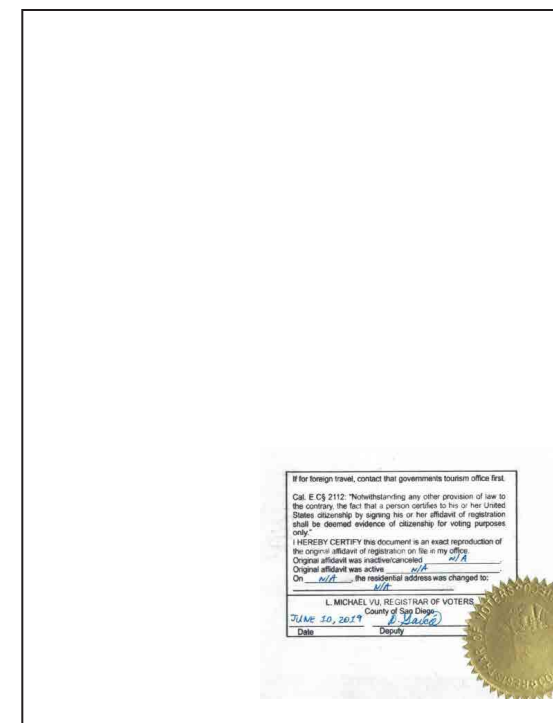 If for foreign travel, contact that governments tourism office first.
Cal. E.C§ 2112: "Notwithstanding any other provision of law to
the contrary, the fact that a person certifies to his or her United
States citizenship by signing his or her affidavit of registration
shall be deemed evidence of citizenship for voting purposes
only."
I HEREBY CERTIFY this document is an exact reproduction of
the original affidavit of registration on file in my office.
Original affidavit was inactive/canceled N/A.
Original affidavit was active N/A.
On N/A, the residential address was changed to:
N/A
L. MICHAEL VU, REGISTRAR OF VOTERS
County of San Diego
JUNE 10, 2019
Date Deputy